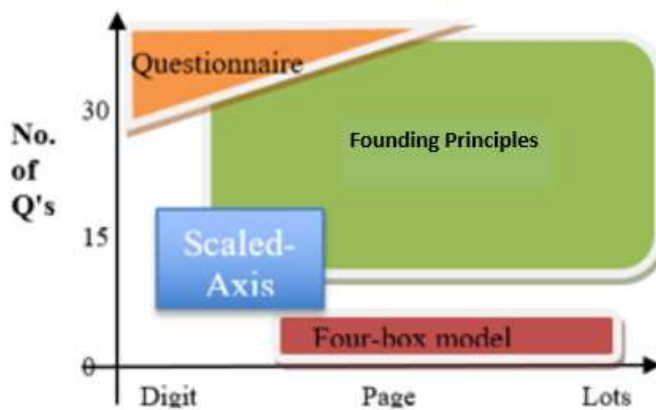 Questionnaire
30
No.
of
Q's
Founding Principles
15
Scaled-
Axis
Four-box model
0
Digit Page Lots